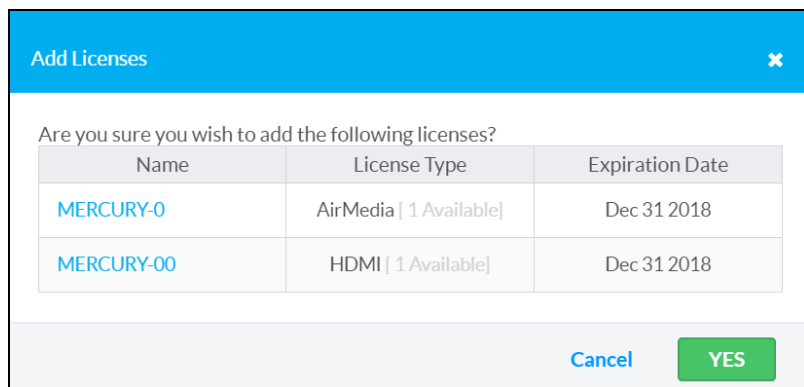 Add Licenses
Are you sure you wish to add the following licenses?
Name License Type Expiration Date
MERCURY-0 AirMedia [ 1 Available] Dec 31 2018
MERCURY-00 HDMI [ 1 Available] Dec 31 2018
Cancel YES